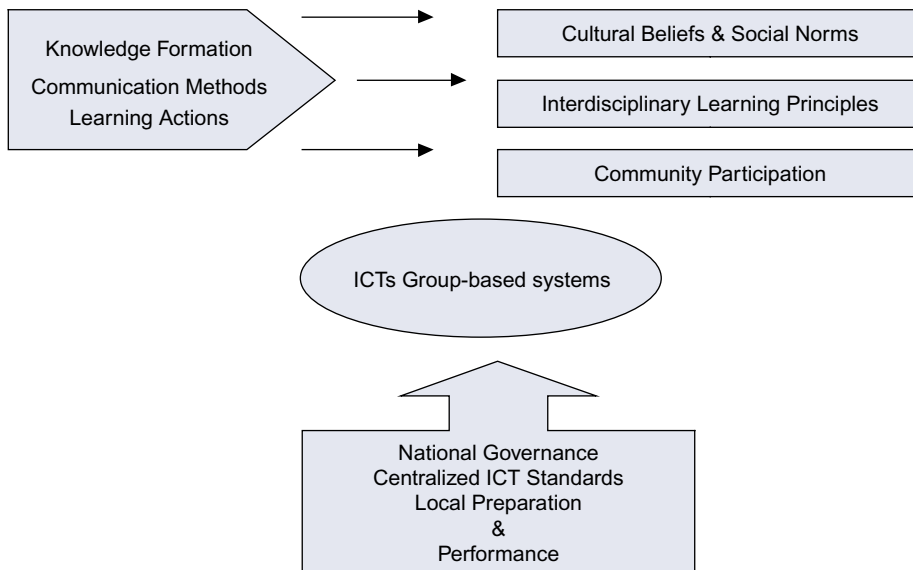 Knowledge Formation
Communication Methods
Learning Actions
Cultural Beliefs & Social Norms
Interdisciplinary Learning Principles
Community Participation
ICTs Group-based systems
National Governance
Centralized ICT Standards
Local Preparation
&
Performance